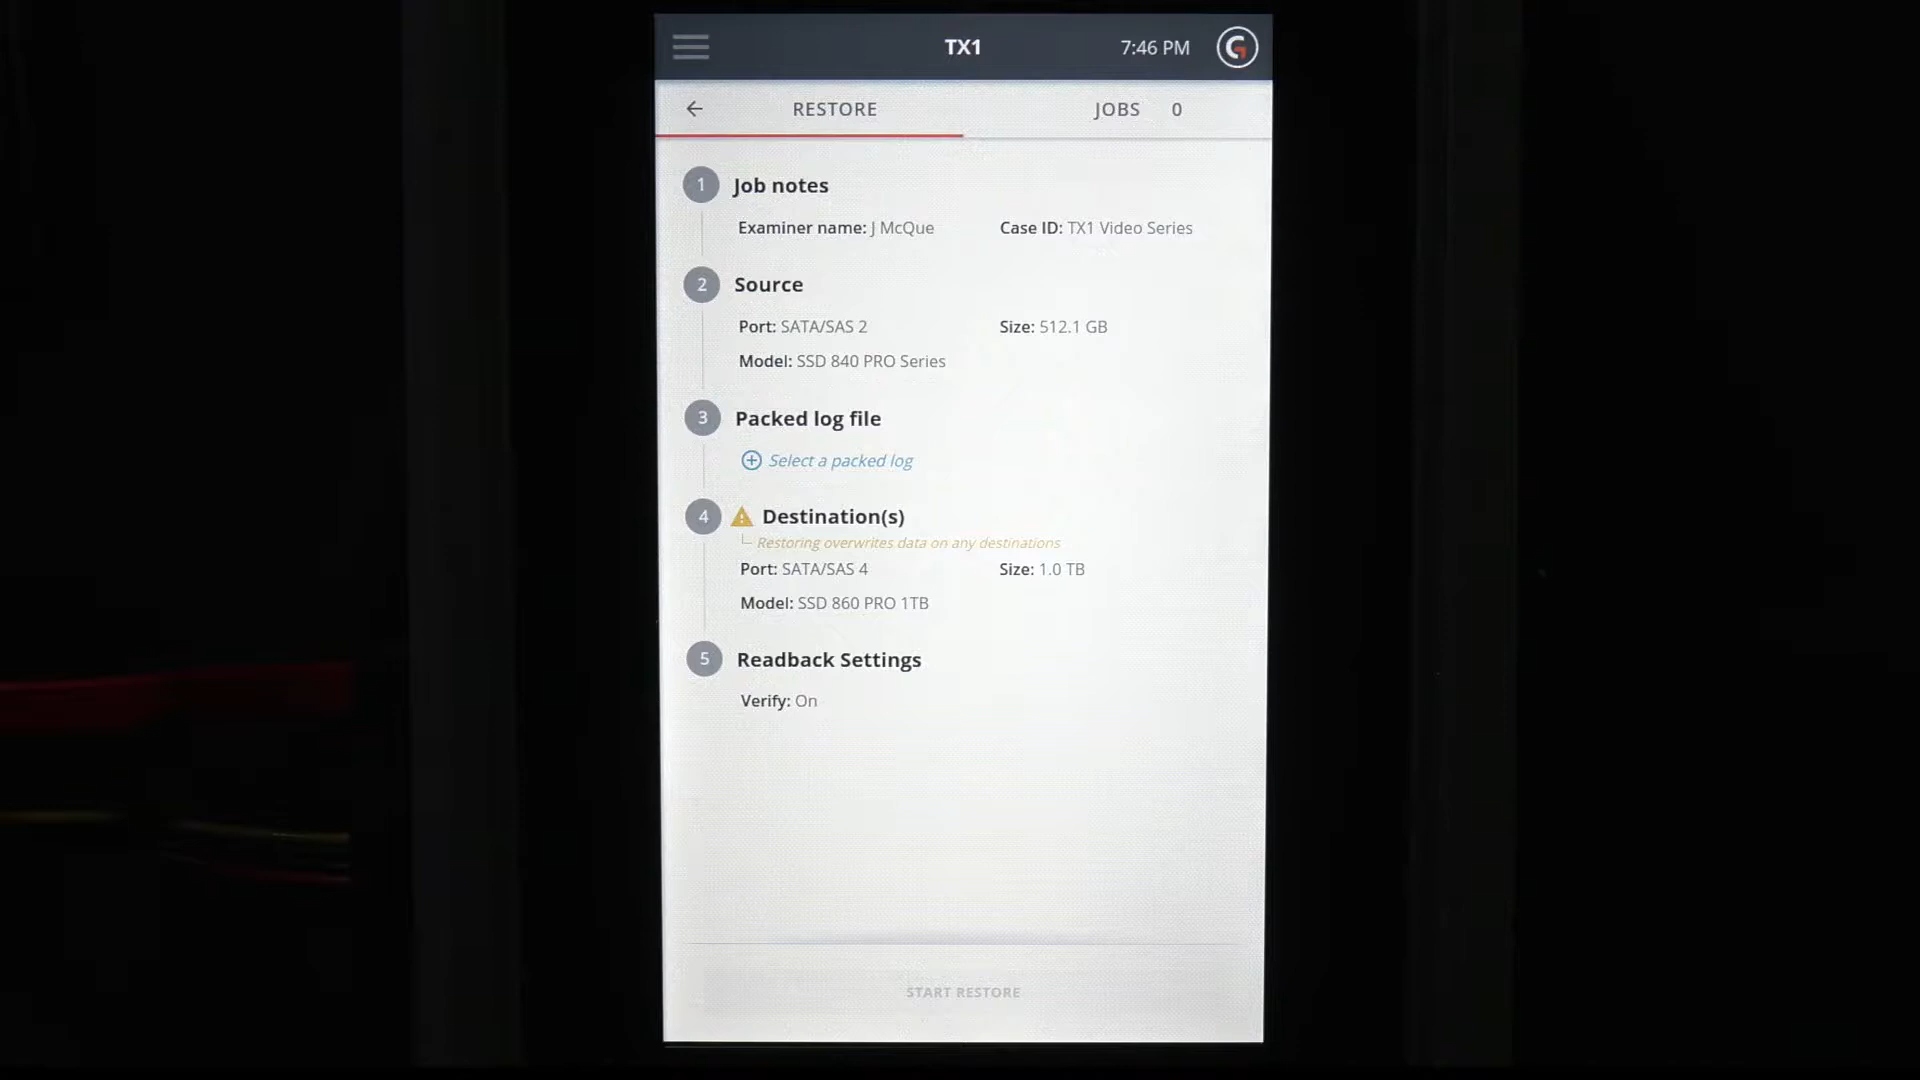 TX1
7:46 PM
RESTORE
JOBS 0
1 Job notes
Examiner name: J McQue
Case ID: TX1 Video Series
2 Source
Port: SATA/SAS 2
Size: 512.1 GB
Model: SSD 840 PRO Series
3 Packed log file
Select a packed log
4 Destination(s)
Restoring overwrites data on any destinations
Port: SATA/SAS 4
Size: 1.0 TB
Model: SSD 860 PRO 1TB
5 Readback Settings
Verify: On
START RESTORE